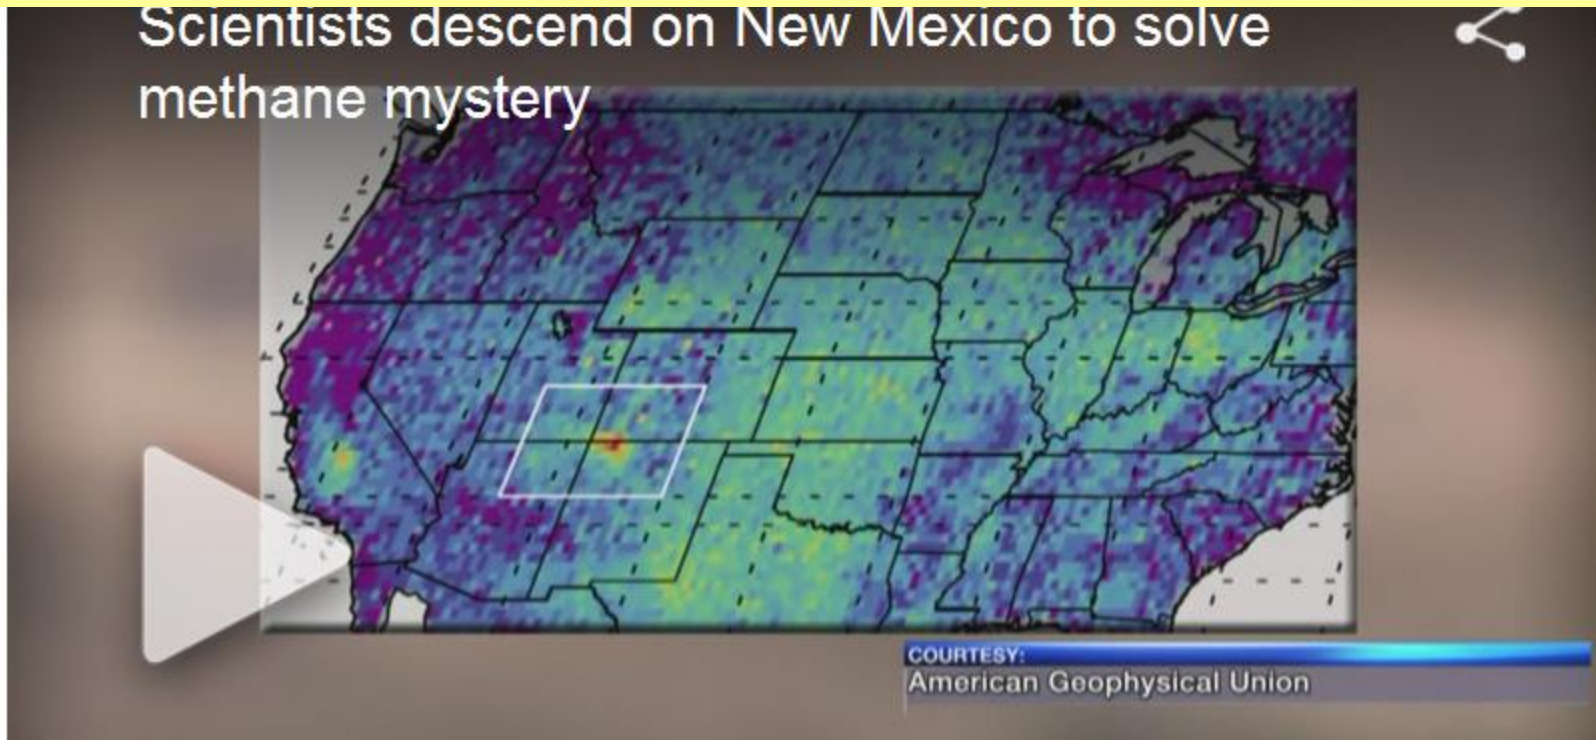 Scientists descend on New Mexico to solve
methane mystery
COURTESY:
American Geophysical Union